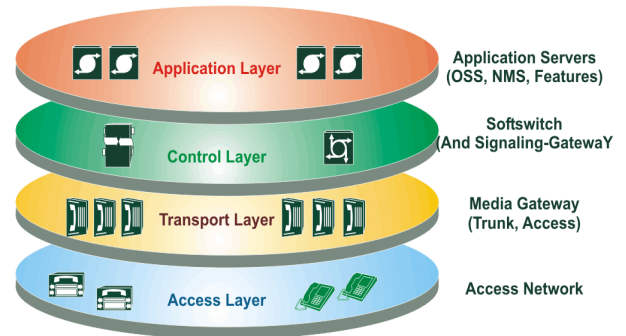 Application Layer
Application Servers
(OSS, NMS, Features)
Control Layer
Softswitch
(And Signaling-GatewaY
Transport Layer
Media Gateway
(Trunk, Access)
Access Layer
Access Network